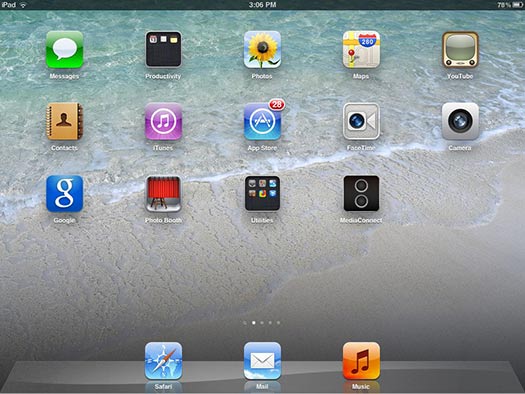 iPad 3:06 PM 78%
Messages Productivity Photos Maps YouTube
280
28
Contacts iTunes App Store FaceTime Camera
g
Google Photo Booth Utilities MediaConnect
Safari Mail Music